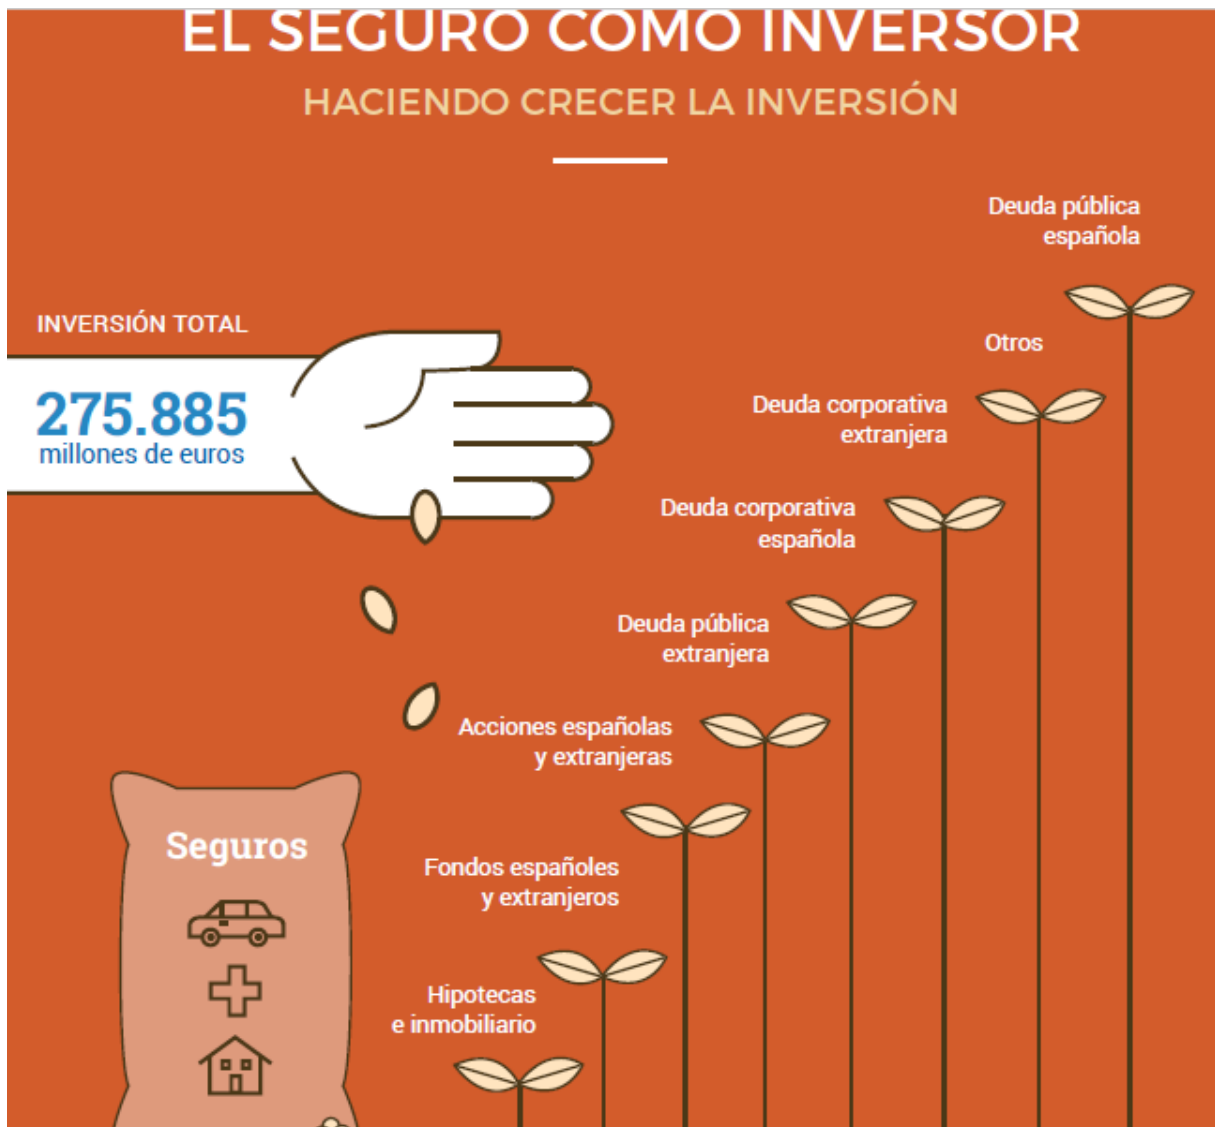 EL SEGURO COMO INVERSOR
HACIENDO CRECER LA INVERSIÓN
Deuda pública
española
INVERSIÓN TOTAL
275.885
millones de euros
Otros
Deuda corporativa
extranjera
Deuda corporativa
española
Deuda pública
extranjera
Acciones españolas
y extranjeras
Seguros
Fondos españoles
y extranjeros
Hipotecas
e inmobiliario